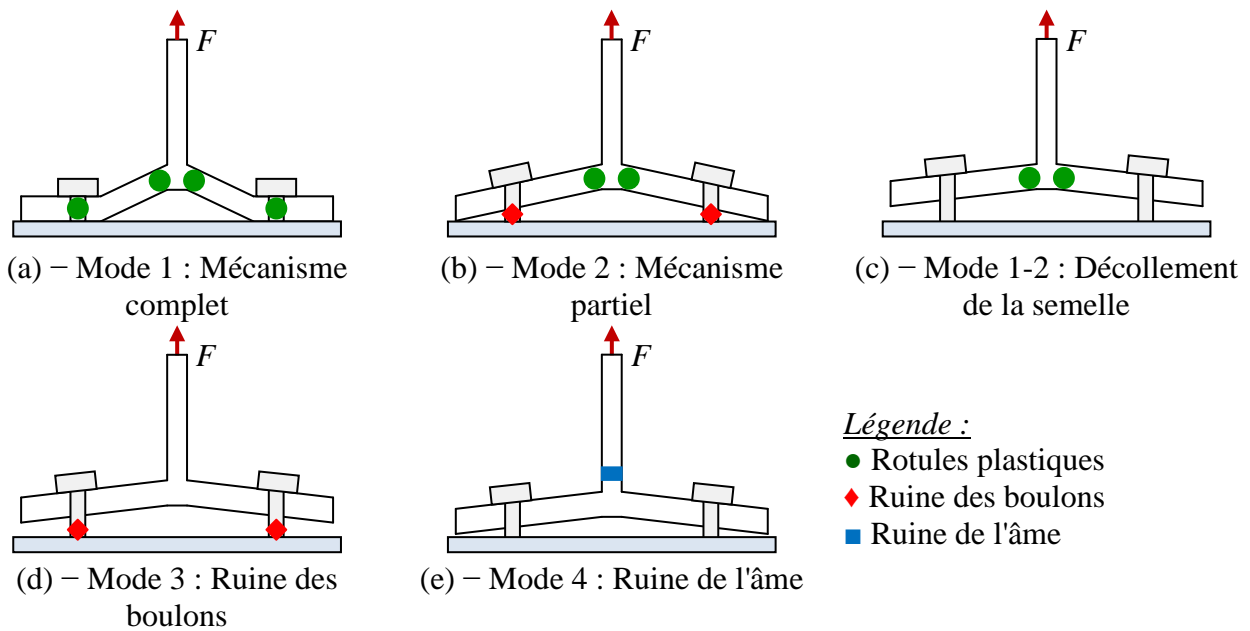 F
F
F
(a) − Mode 1 : Mécanisme
complet
(b) − Mode 2 : Mécanisme
partiel
(c) − Mode 1-2 : Décollement
de la semelle
F
F
(d) − Mode 3 : Ruine des
boulons
(e) − Mode 4 : Ruine de l'âme
Légende :
Rotules plastiques
Ruine des boulons
Ruine de l'âme